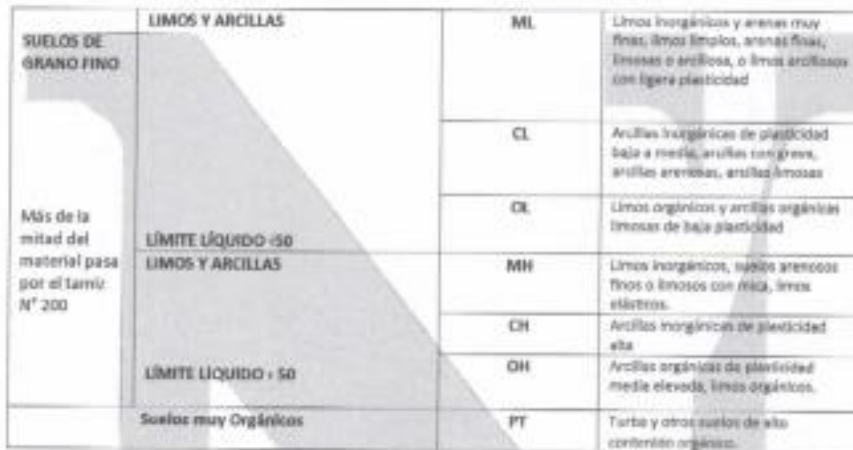 SUELOS DE
GRANO FINO
Más de la
mitad del
material pasa
por el tamiz
N° 200
LIMOS Y ARCILLAS
LÍMITE LÍQUIDO <50
ML
Limos inorgánicos y arenas muy
finas, limos limpios, arenas finas,
limosas o arcillosa, o limos arcillosos
con ligera plasticidad
CL
Arcillas inorgánicas de plasticidad
baja a media, arcillas con grava,
arcillas arenosas, arcillas limosas
OL
Limos orgánicos y arcillas orgánicas
limosas de baja plasticidad
LIMOS Y ARCILLAS
LÍMITE LÍQUIDO > 50
MH
Limos inorgánicos, suelos arenosos
finos o limosos con mica, limos
elásticos.
CH
Arcillas inorgánicas de plasticidad
alta
OH
Arcillas orgánicas de plasticidad
media elevada, limos orgánicos.
Suelos muy Orgánicos
PT
Turba y otros suelos de alto
contenido orgánico.